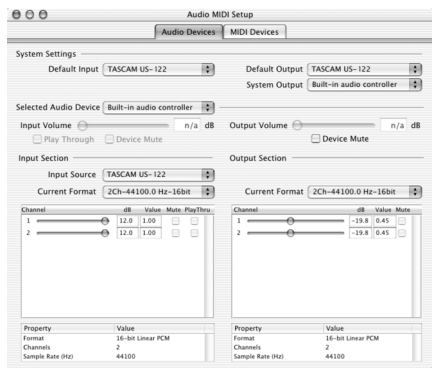 Audio MIDI Setup
Audio Devices MIDI Devices
System Settings
Default Input TASCAM US-122 Default Output TASCAM US-122
System Output Built-in audio controller
Selected Audio Device Built-in audio controller
Input Volume n/a dB Output Volume n/a dB
Play Through Device Mute Device Mute
Input Section Output Section
Input Source TASCAM US-122
Current Format 2Ch-44100.0 Hz-16bit Current Format 2Ch-44100.0 Hz-16bit
Channel dB Value Mute PlayThru Channel dB Value Mute
1 12.0 1.00 1 -19.8 0.45
2 12.0 1.00 2 -19.8 0.45
Property Value Property Value
Format 16-bit Linear PCM Format 16-bit Linear PCM
Channels 2 Channels 2
Sample Rate (Hz) 44100 Sample Rate (Hz) 44100